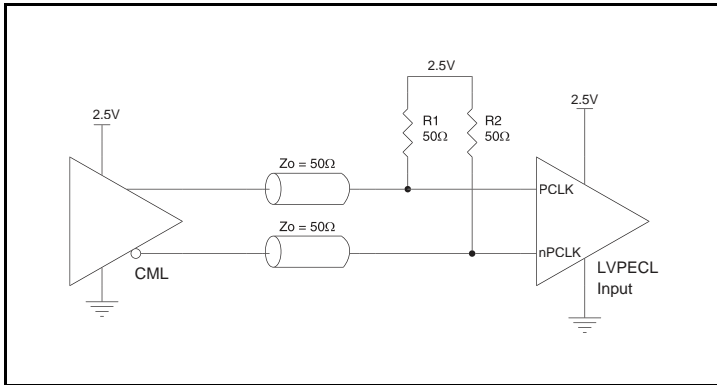 2.5V
2.5V
2.5V
R1
50Ω
R2
50Ω
Zo = 50Ω
PCLK
Zo = 50Ω
nPCLK
CML
LVPECL
Input